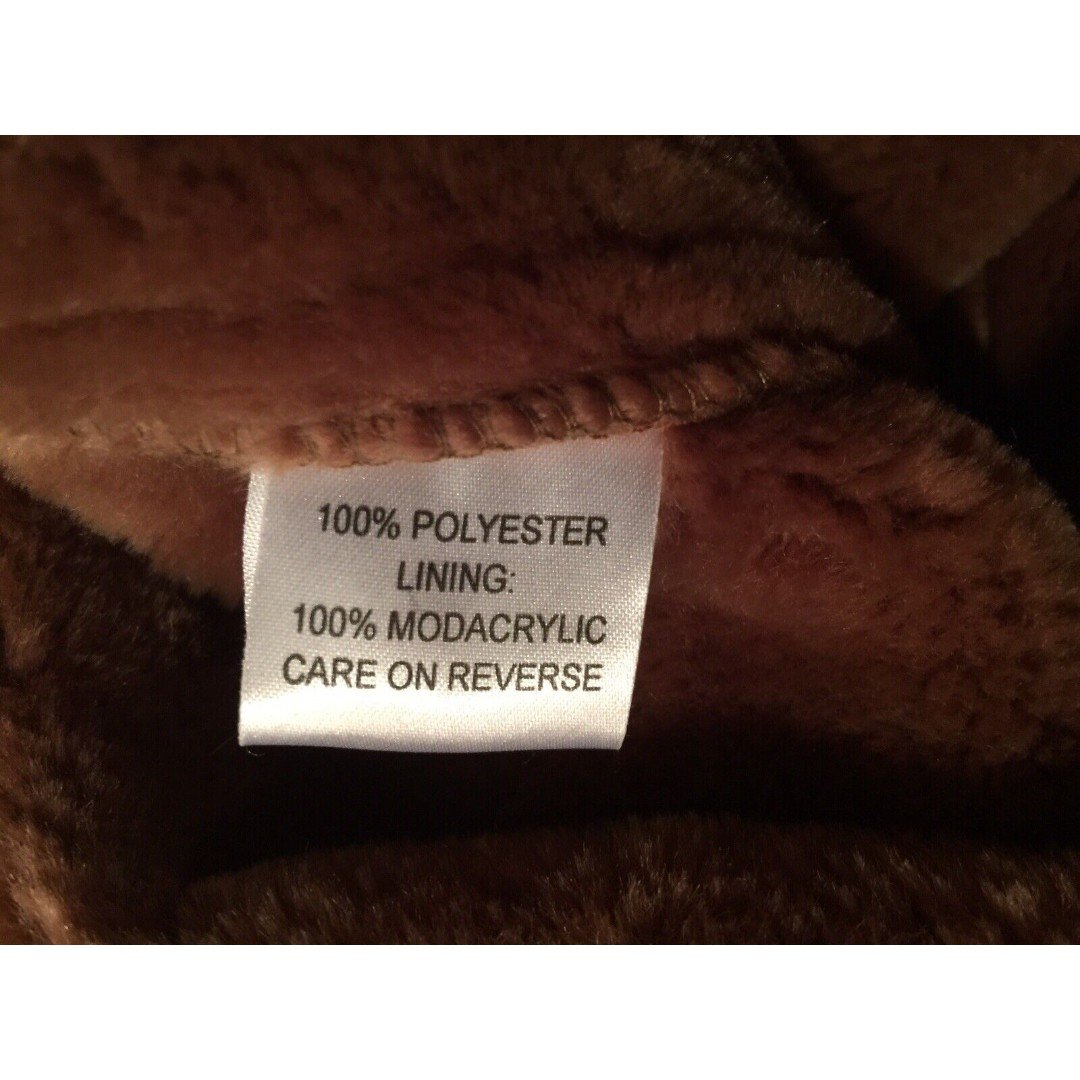 100% POLYESTER
LINING:
100% MODACRYLIC
CARE ON REVERSE